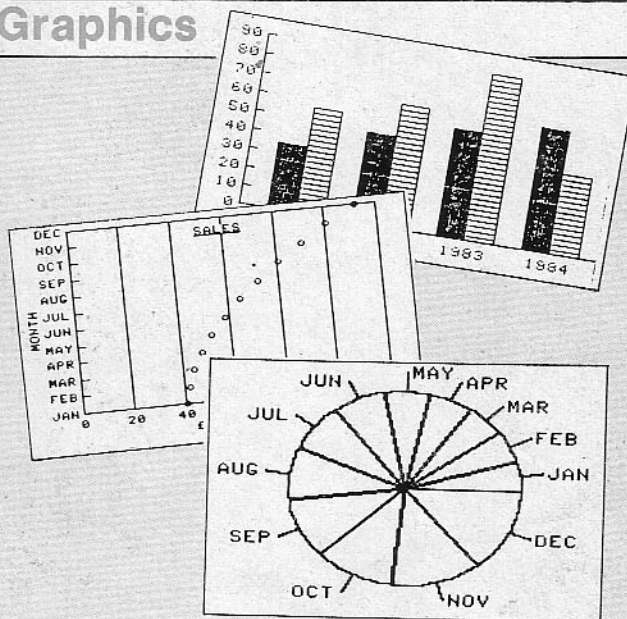 Graphics
90
80
70
60
50
40
30
20
10
0
1983
1984
SALES
DEC
NOV
OCT
SEP
AUG
JUL
JUN
MAY
APR
MAR
FEB
JAN
MONTH
0
20
40
£
MAY
JUN
APR
JUL
MAR
FEB
AUG
JAN
SEP
DEC
OCT
NOV